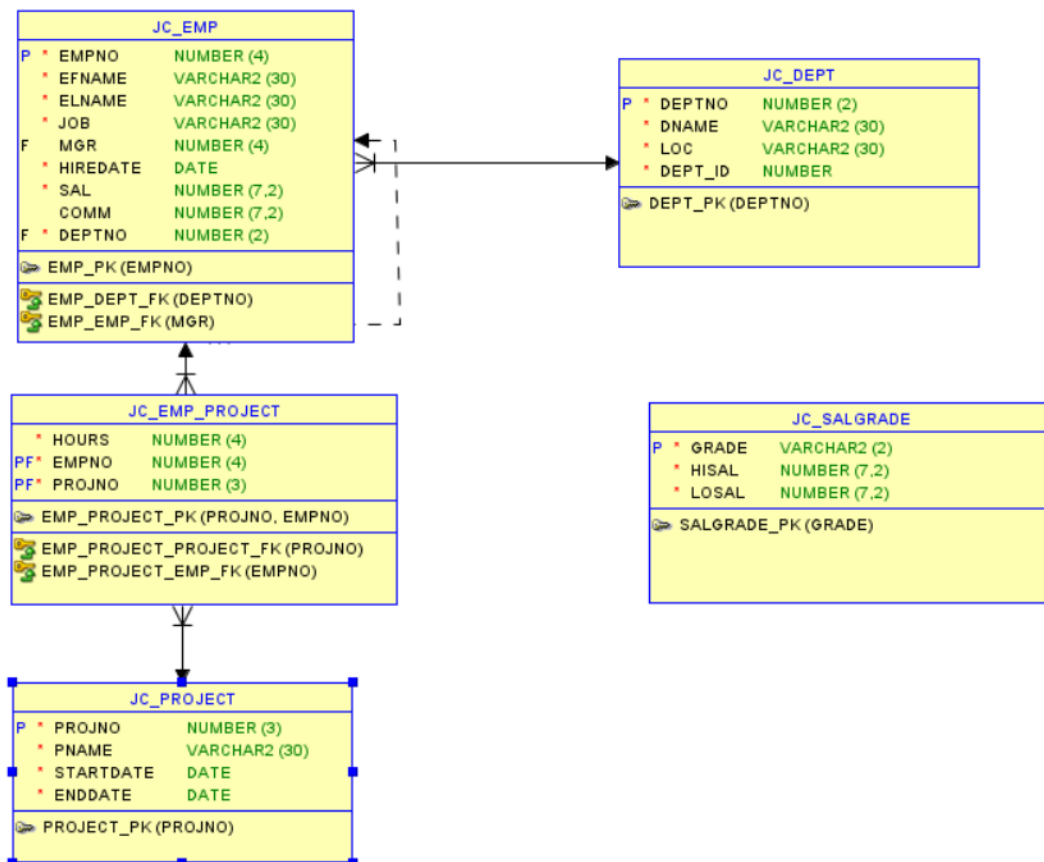 JC_EMP
P * EMPNO NUMBER (4)
* EFNAME VARCHAR2 (30)
* ELNAME VARCHAR2 (30)
* JOB VARCHAR2 (30)
F MGR NUMBER (4)
* HIREDATE DATE
* SAL NUMBER (7,2)
COMM NUMBER (7,2)
F * DEPTNO NUMBER (2)
EMP_PK (EMPNO)
EMP_DEPT_FK (DEPTNO)
EMP_EMP_FK (MGR)
JC_DEPT
P * DEPTNO NUMBER (2)
* DNAME VARCHAR2 (30)
* LOC VARCHAR2 (30)
* DEPT_ID NUMBER
DEPT_PK (DEPTNO)
JC_EMP_PROJECT
* HOURS NUMBER (4)
PF* EMPNO NUMBER (4)
PF* PROJNO NUMBER (3)
EMP_PROJECT_PK (PROJNO, EMPNO)
EMP_PROJECT_PROJECT_FK (PROJNO)
EMP_PROJECT_EMP_FK (EMPNO)
JC_SALGRADE
P * GRADE VARCHAR2 (2)
* HISAL NUMBER (7,2)
* LOSAL NUMBER (7,2)
SALGRADE_PK (GRADE)
JC_PROJECT
P * PROJNO NUMBER (3)
* PNAME VARCHAR2 (30)
* STARTDATE DATE
* ENDDATE DATE
PROJECT_PK (PROJNO)